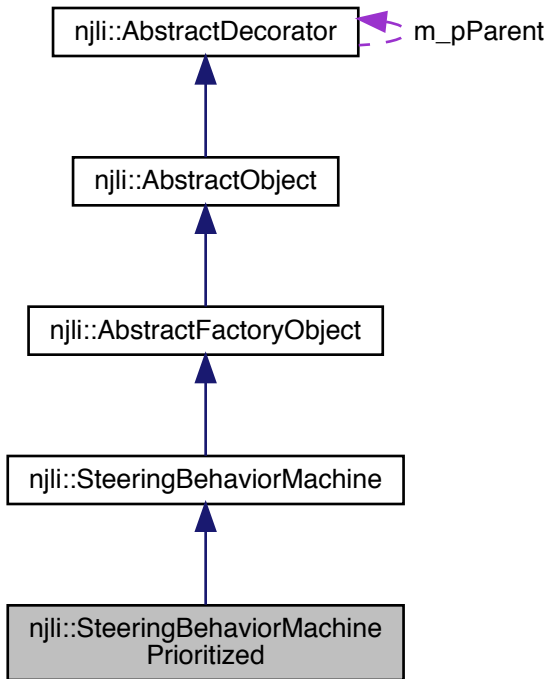 njli::AbstractDecorator
m_pParent
njli::AbstractObject
njli::AbstractFactoryObject
njli::SteeringBehaviorMachine
njli::SteeringBehaviorMachine
Prioritized